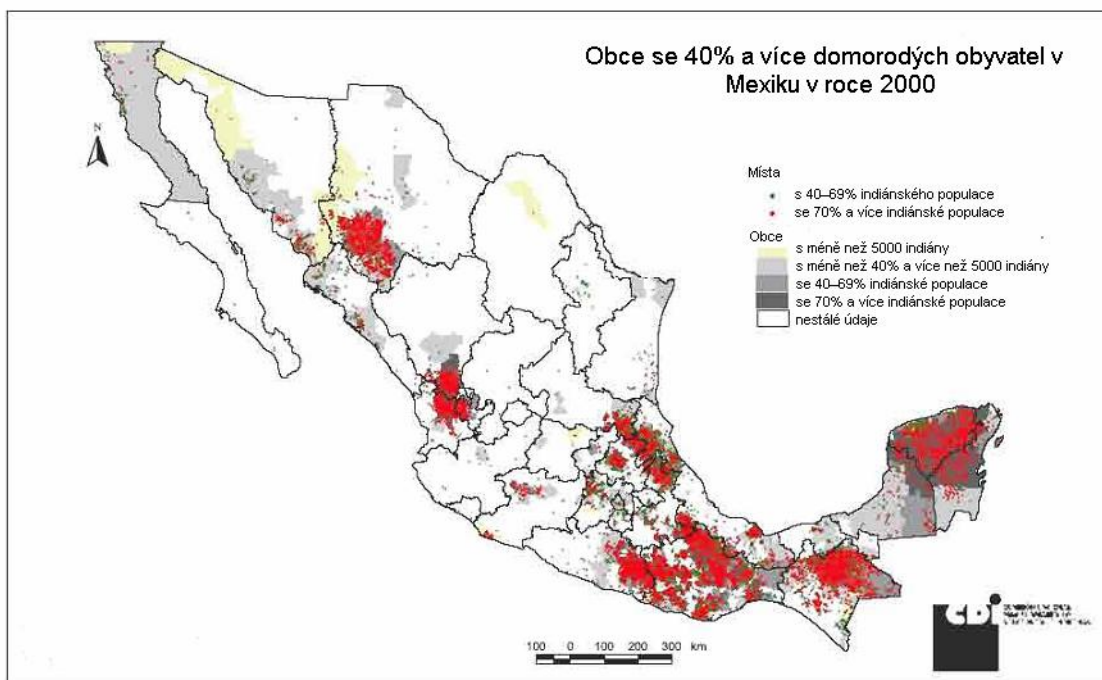 Obce se 40% a více domorodých obyvatel v
Mexiku v roce 2000
N
Místa
s 40–69% indiánského populace
se 70% a více indiánské populace
Obce
s méně než 5000 indiány
s méně než 40% a více než 5000 indiány
se 40–69% indiánské populace
se 70% a více indiánské populace
nestálé údaje
CDI
100 0 100 200 300 km